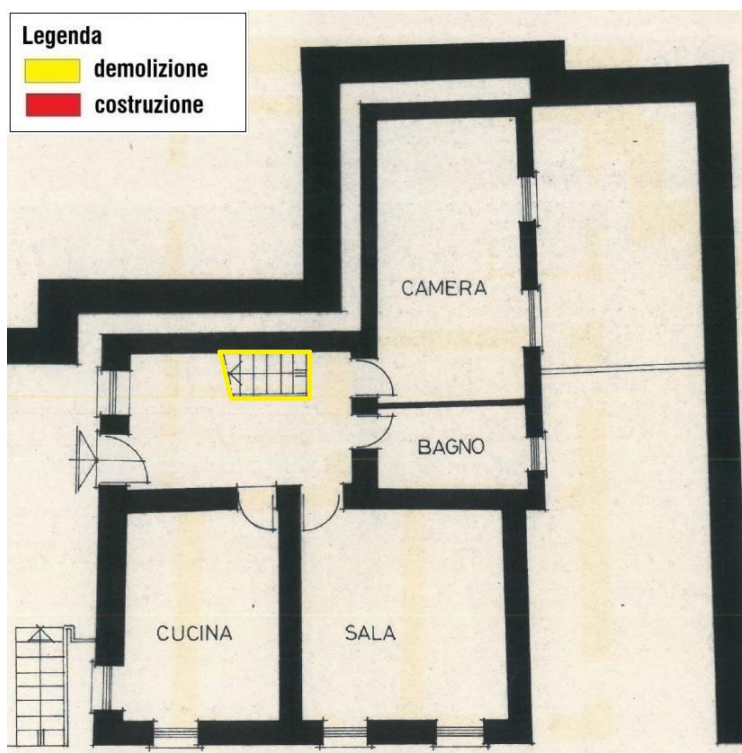 Legenda
demolizione
costruzione
CAMERA
BAGNO
CUCINA
SALA